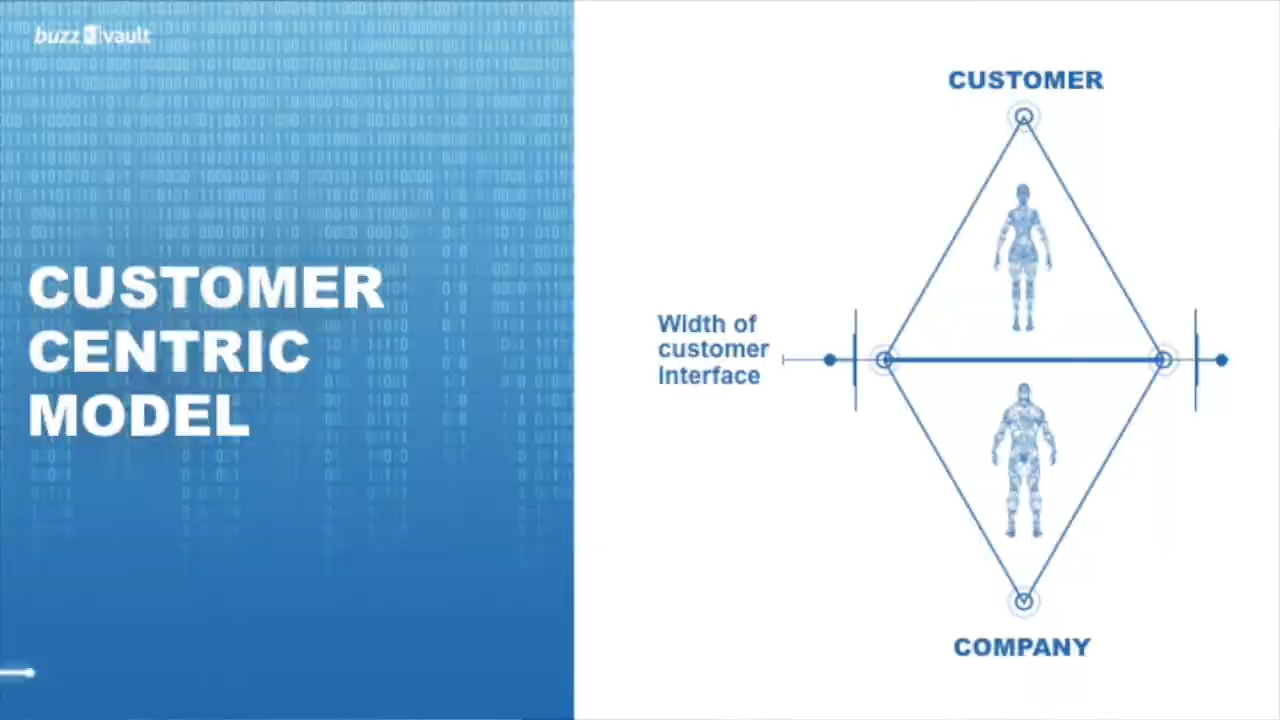 buzz vault
CUSTOMER
CENTRIC
MODEL
CUSTOMER
Width of
customer
interface
COMPANY